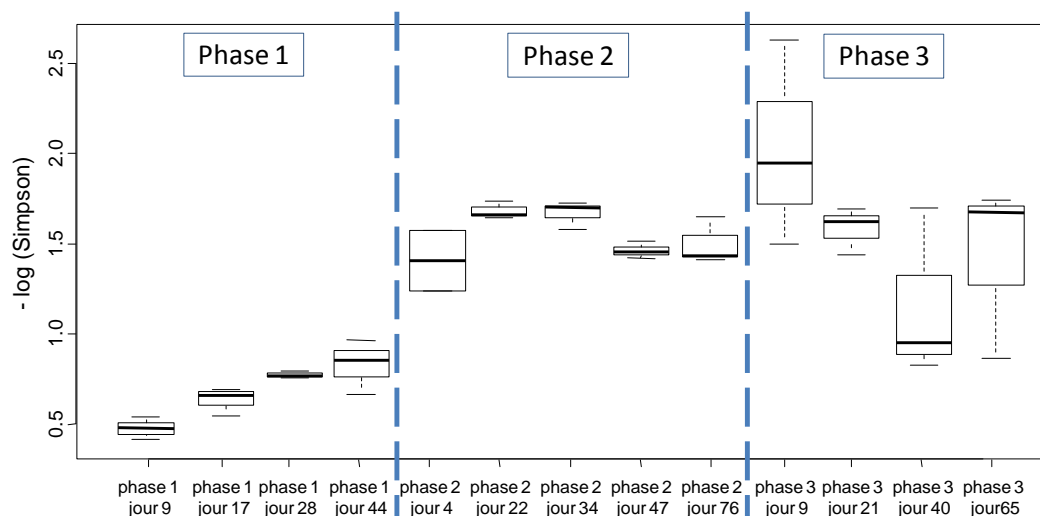 Phase 1
Phase 2
Phase 3
- log (Simpson)
2.5
2.0
1.5
1.0
0.5
phase 1 phase 1 phase 1 phase 1 phase 2 phase 2 phase 2 phase 2 phase 2 phase 3 phase 3 phase 3 phase 3
jour 9 jour 17 jour 28 jour 44 jour 4 jour 22 jour 34 jour 47 jour 76 jour 9 jour 21 jour 40 jour65